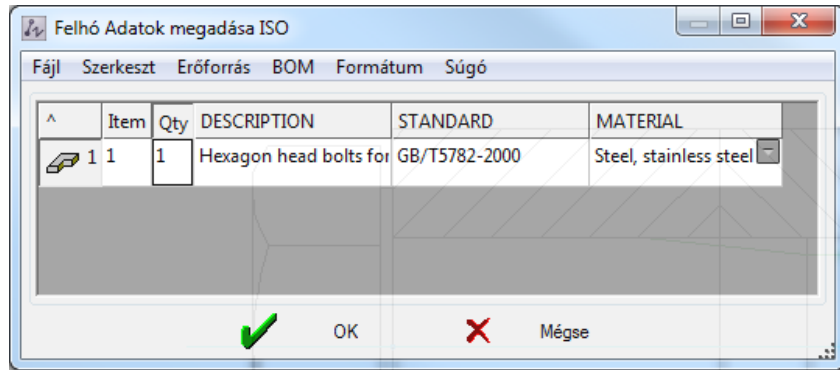 Felhó Adatok megadása ISO
Fájl Szerkeszt Erőforrás BOM Formátum Súgó
^ Item Qty DESCRIPTION STANDARD MATERIAL
1 1 1 Hexagon head bolts for GB/T5782-2000 Steel, stainless steel
OK Mégse